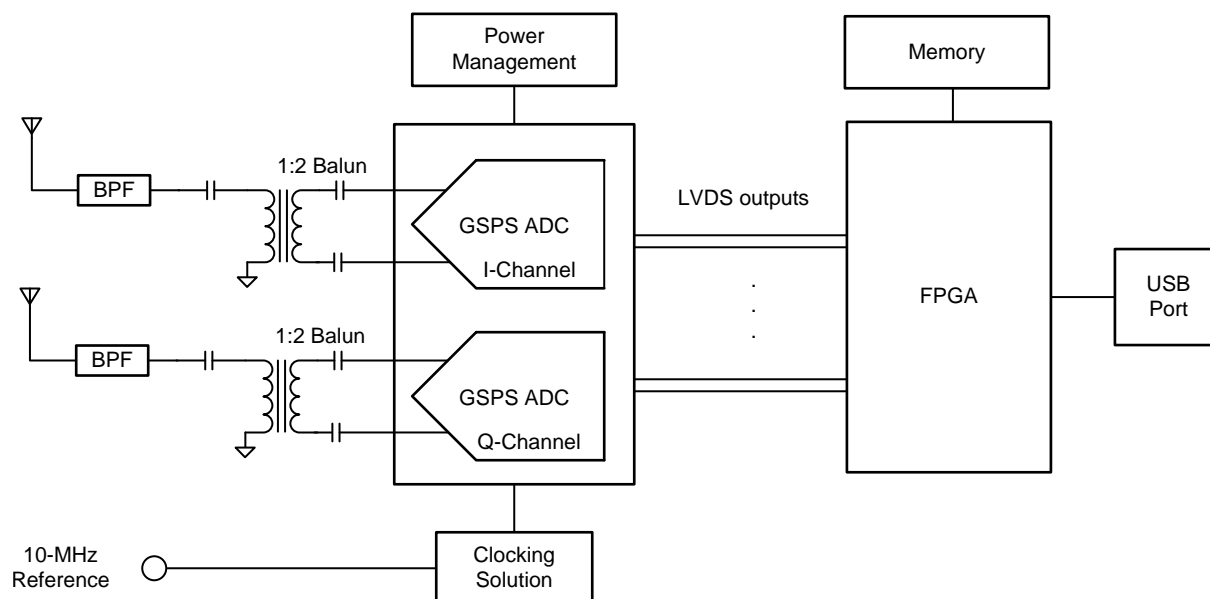 Power
Management
Memory
1:2 Balun
BPF
GSPS ADC
I-Channel
LVDS outputs
FPGA
USB
Port
1:2 Balun
BPF
GSPS ADC
Q-Channel
.
.
.
10-MHz
Reference
Clocking
Solution